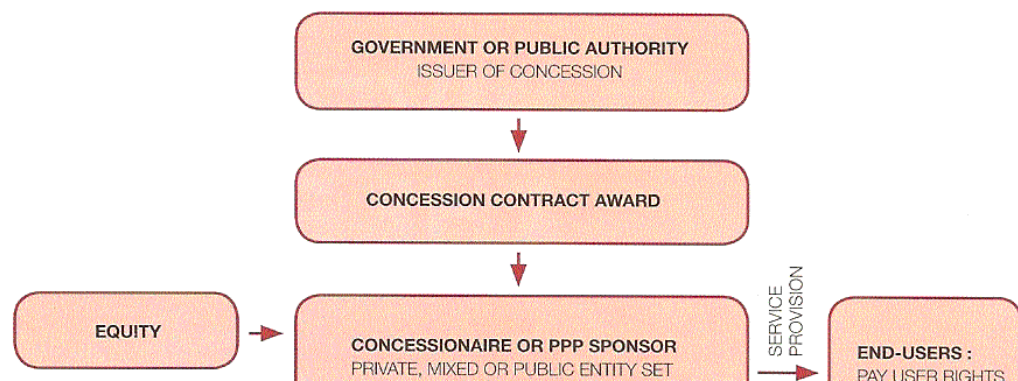 GOVERNMENT OR PUBLIC AUTHORITY
ISSUER OF CONCESSION
CONCESSION CONTRACT AWARD
EQUITY
CONCESSIONAIRE OR PPP SPONSOR
PRIVATE, MIXED OR PUBLIC ENTITY SET
SERVICE
PROVISION
END-USERS :
PAY USER RIGHTS